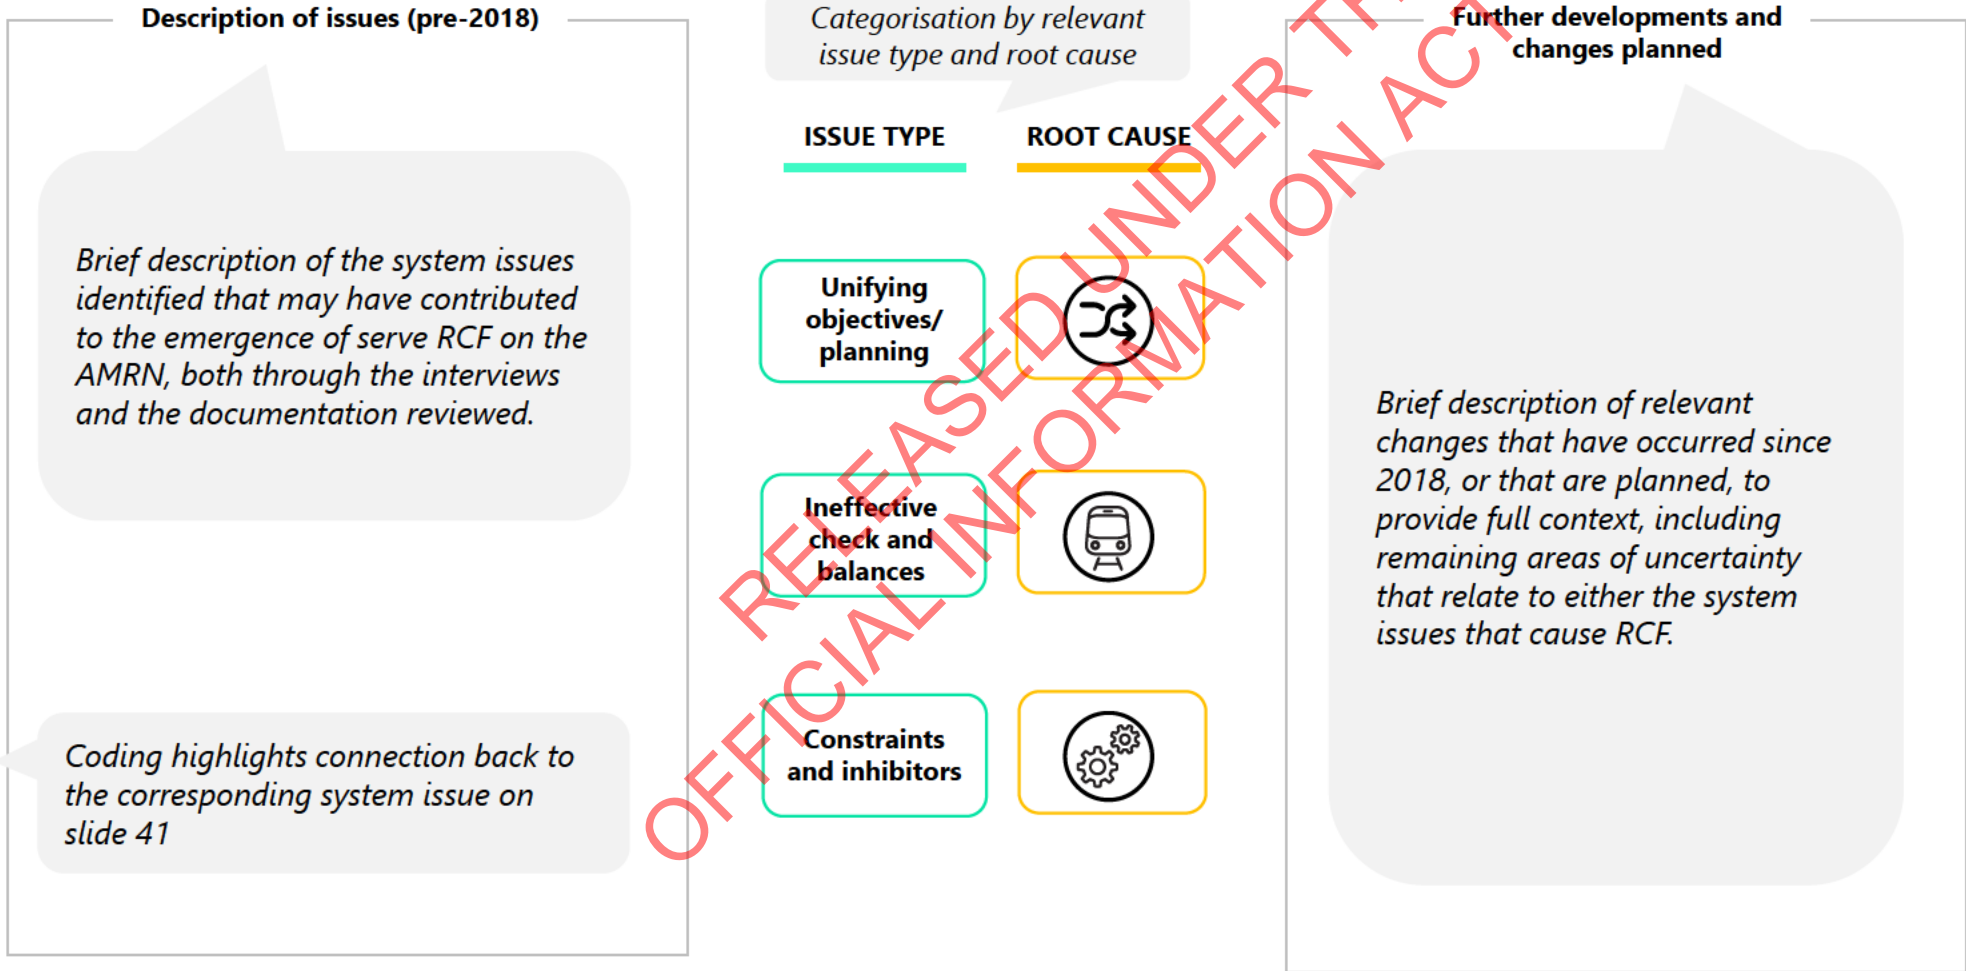 Description of issues (pre-2018)
Brief description of the system issues
identified that may have contributed
to the emergence of serve RCF on the
AMRN, both through the interviews
and the documentation reviewed.
Coding highlights connection back to
the corresponding system issue on
slide 41
Categorisation by relevant
issue type and root cause
ISSUE TYPE
ROOT CAUSE
Unifying
objectives/
planning
Ineffective
check and
balances
Constraints
and inhibitors
Further developments and
changes planned
Brief description of relevant
changes that have occurred since
2018, or that are planned, to
provide full context, including
remaining areas of uncertainty
that relate to either the system
issues that cause RCF.
RELEASED UNDER
OFFICIAL INFORMATION ACT